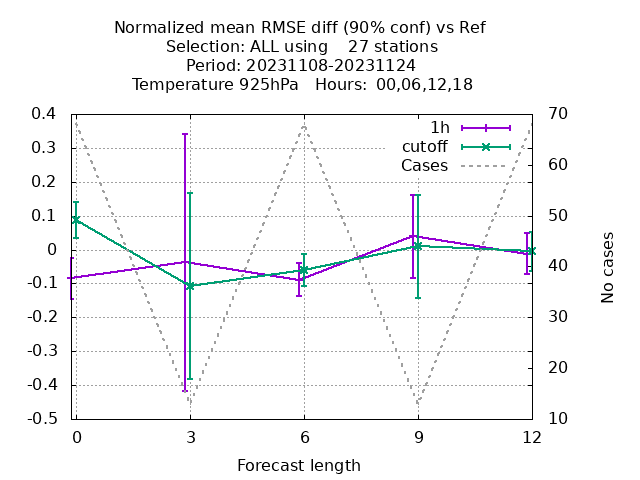 Normalized mean RMSE diff (90% conf) vs Ref
Selection: ALL using    27 stations
Period: 20231108-20231124
Temperature 925hPa   Hours:  00,06,12,18
0.4
0.3
0.2
0.1
0
-0.1
-0.2
-0.3
-0.4
-0.5
1h
cutoff
Cases
70
60
50
40
30
20
10
No cases
0
3
6
9
12
Forecast length